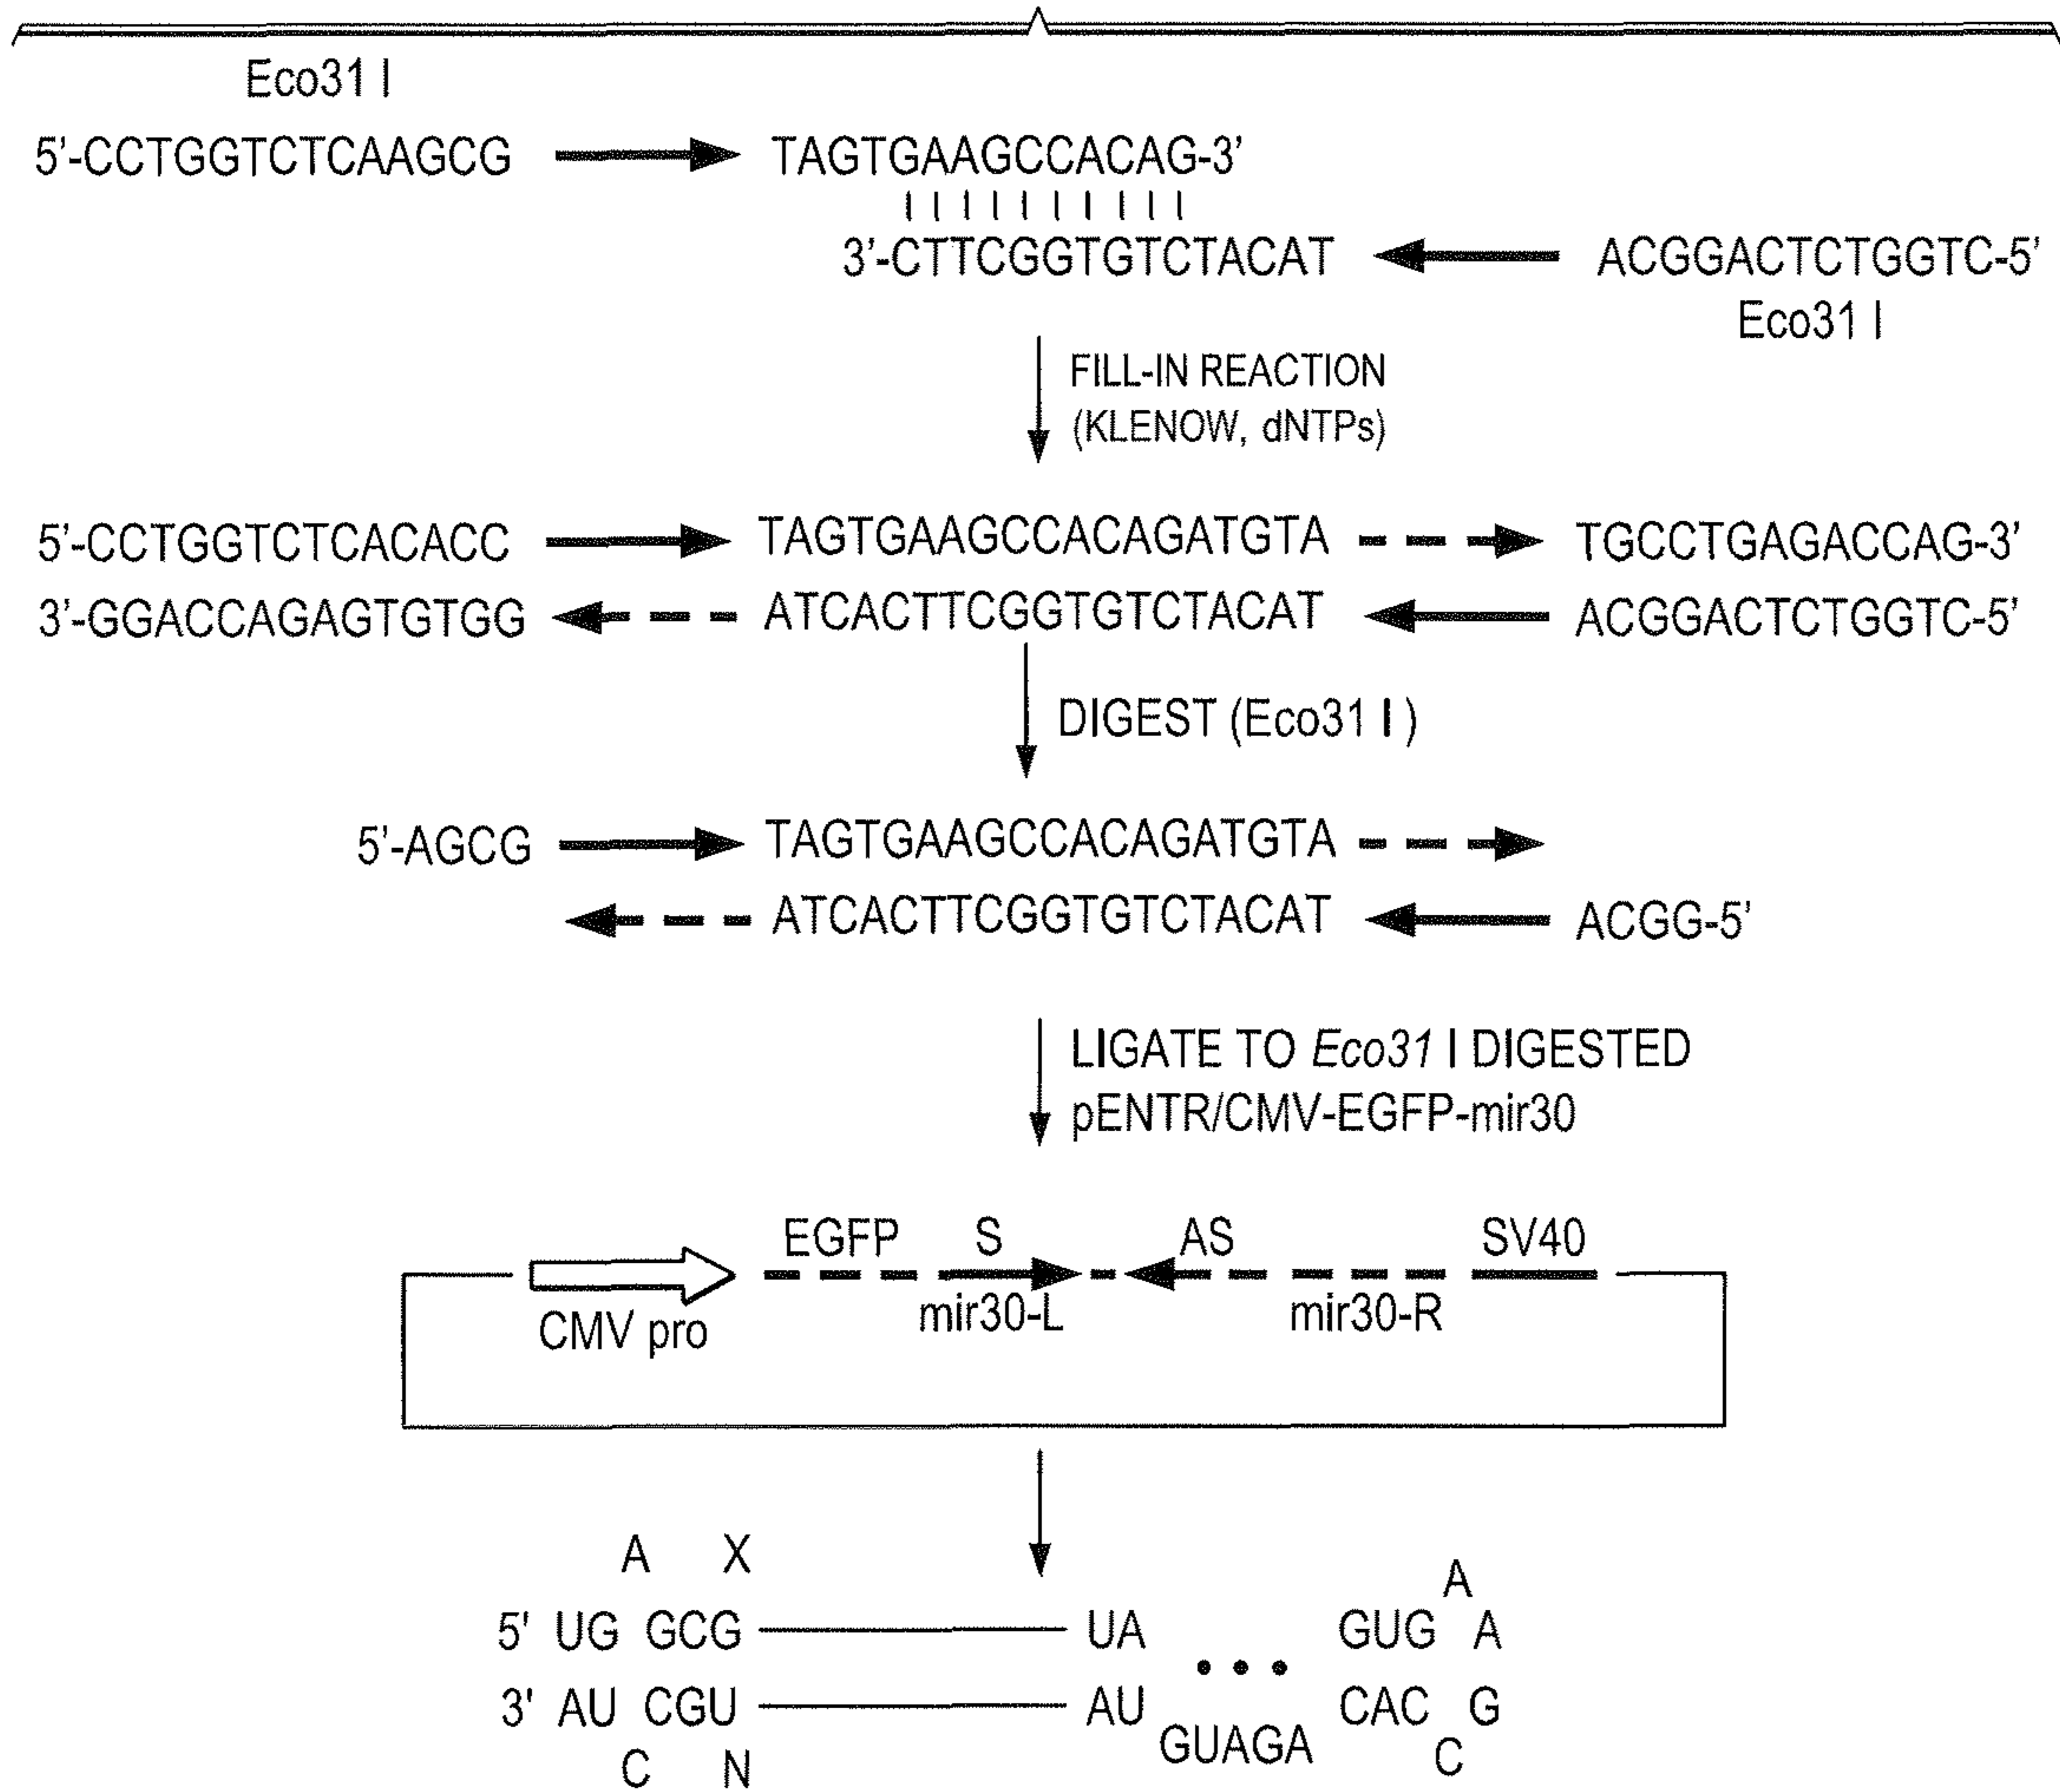 Eco31 I
5'-CCTGGTCTCAAGCG TAGTGAAGCCACAG-3'
3'-CTTCGGTGTCTACAT ACGGACTCTGGTC-5'
Eco31 I
FILL-IN REACTION
(KLENOW, dNTPs)
5'-CCTGGTCTCACACC TAGTGAAGCCACAGATGTA TGCCTGAGACCAG-3'
3'-GGACCAGAGTGTGG ATCACTTCGGTGTCTACAT ACGGACTCTGGTC-5'
DIGEST (Eco31 I )
5'-AGCG TAGTGAAGCCACAGATGTA
ATCACTTCGGTGTCTACAT ACGG-5'
LIGATE TO Eco31 I DIGESTED
pENTR/CMV-EGFP-mir30
EGFP S AS SV40
CMV pro mir30-L mir30-R
A X A
5' UG GCG UA GUG A
3' AU CGU AU CAC G
C N GUAGA C